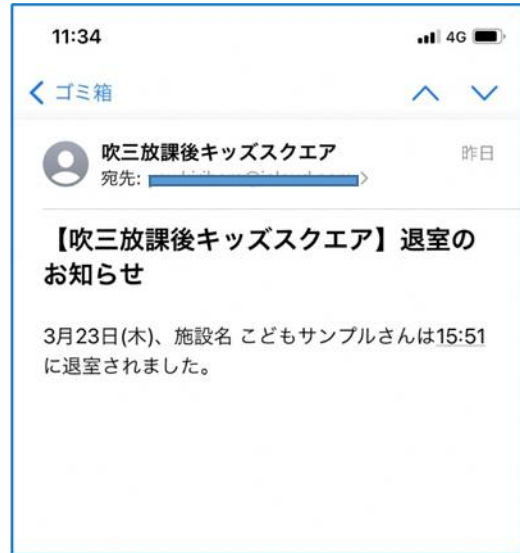 11:34
4G
ゴミ箱
吹三放課後キッズスクエア
昨日
宛先:
【吹三放課後キッズスクエア】退室の
お知らせ
3月23日(木)、施設名 こどもサンプルさんは15:51
に退室されました。